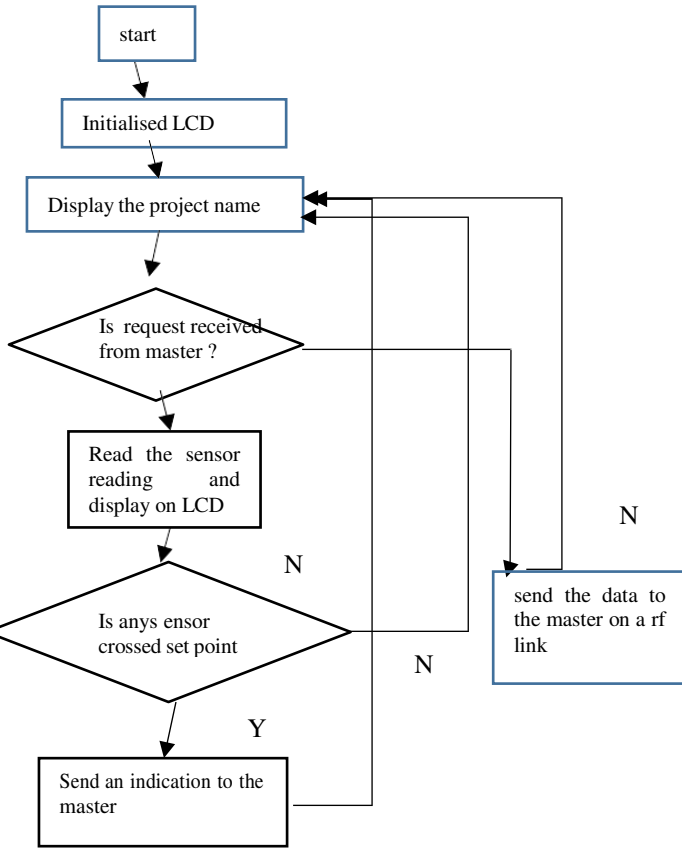 start
Initialised LCD
Display the project name
Is request received
from master ?
Read the sensor
reading and
display on LCD
N
N
send the data to
the master on a rf
link
Is anys ensor
crossed set point
N
Y
Send an indication to the
master